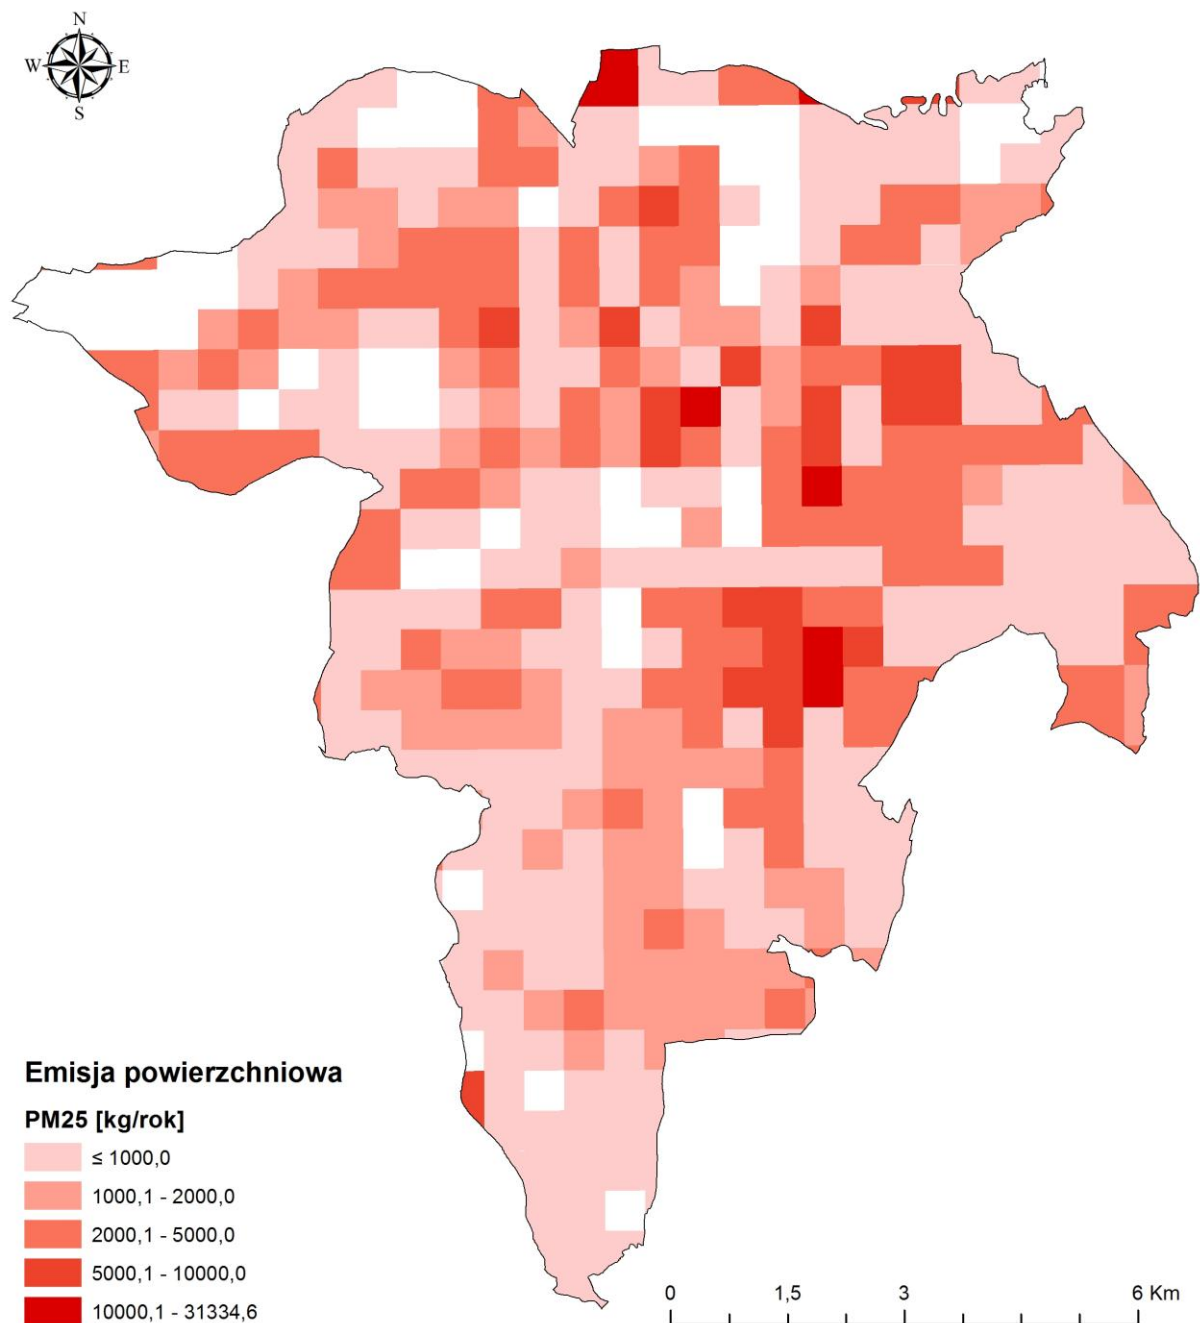 N
W E
S
Emisja powierzchniowa
PM25 [kg/rok]
≤ 1000,0
1000,1 - 2000,0
2000,1 - 5000,0
5000,1 - 10000,0
10000,1 - 31334,6
0 1,5 3 6 Km